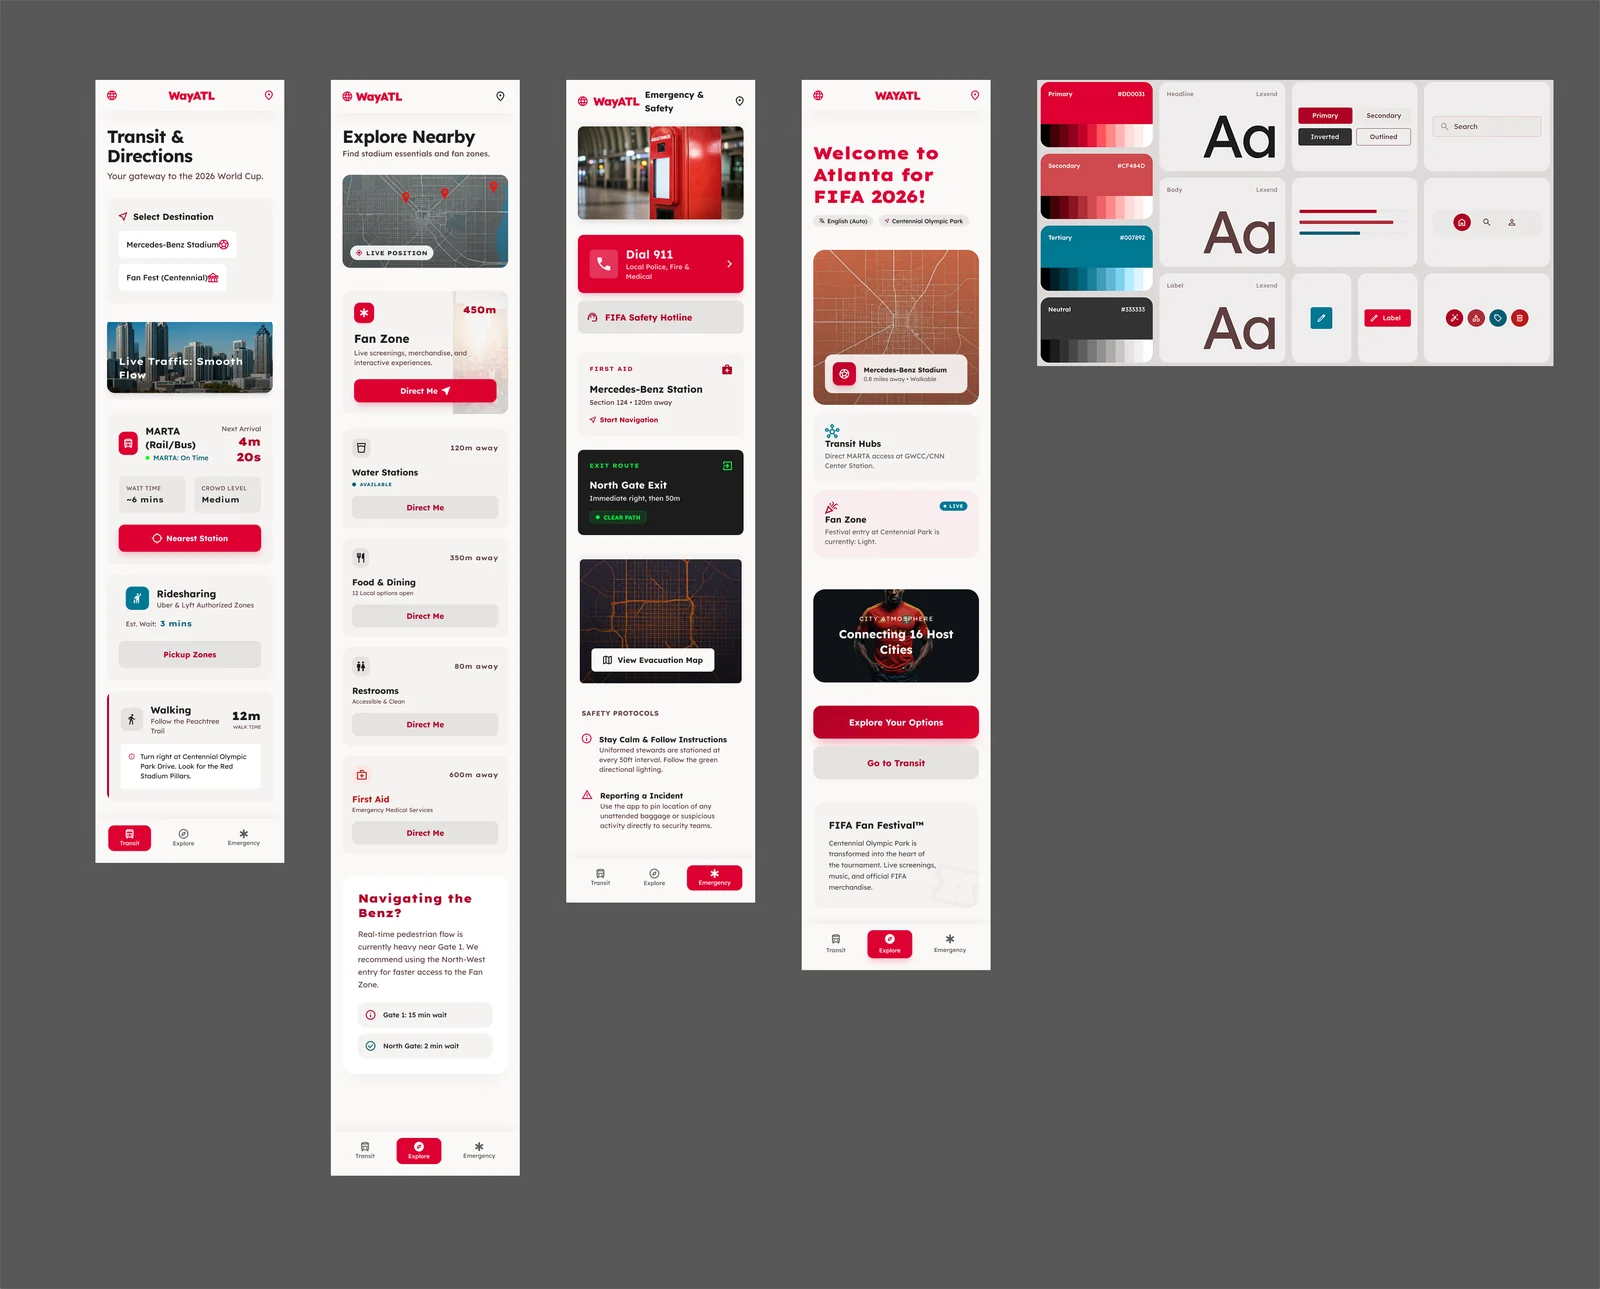 WayATL
Transit &
Directions
Your gateway to the 2026 World Cup.
Select Destination
Mercedes-Benz Stadium
Fan Fest (Centennial)
Live Traffic: Smooth
Flow
MARTA
(Rail/Bus)
MARTA: On Time
Next Arrival
4m
20s
WAIT TIME
~6 mins
CROWD LEVEL
Medium
Nearest Station
Ridesharing
Uber & Lyft Authorized Zones
Est. Wait: 3 mins
Pickup Zones
Walking
Follow the Peachtree
Trail
12m
WALK TIME
Turn right at Centennial Olympic
Park Drive. Look for the Red
Stadium Pillars.
Transit
Explore
Emergency
WayATL
Explore Nearby
Find stadium essentials and fan zones.
LIVE POSITION
450m
Fan Zone
Live screenings, merchandise, and
interactive experiences.
Direct Me
120m away
Water Stations
AVAILABLE
Direct Me
350m away
Food & Dining
12 Local options open
Direct Me
80m away
Restrooms
Accessible & Clean
Direct Me
600m away
First Aid
Emergency Medical Services
Direct Me
Navigating the
Benz?
Real-time pedestrian flow is
currently heavy near Gate 1. We
recommend using the North-West
entry for faster access to the Fan
Zone.
Gate 1: 15 min wait
North Gate: 2 min wait
Transit
Explore
Emergency
WayATL
Emergency &
Safety
Dial 911
Local Police, Fire &
Medical
FIFA Safety Hotline
FIRST AID
Mercedes-Benz Station
Section 124 • 120m away
Start Navigation
EXIT ROUTE
North Gate Exit
Immediate right, then 50m
CLEAR PATH
View Evacuation Map
SAFETY PROTOCOLS
Stay Calm & Follow Instructions
Uniformed stewards are stationed at
every 50ft interval. Follow the green
directional lighting.
Reporting a Incident
Use the app to pin location of any
unattended baggage or suspicious
activity directly to security teams.
Transit
Explore
Emergency
WAYATL
Welcome to
Atlanta for
FIFA 2026!
English (Auto)
Centennial Olympic Park
Mercedes-Benz Stadium
0.8 miles away • Walkable
Transit Hubs
Direct MARTA access at GWCC/CNN
Center Station.
LIVE
Fan Zone
Festival entry at Centennial Park is
currently: Light.
CITY ATMOSPHERE
Connecting 16 Host
Cities
Explore Your Options
Go to Transit
FIFA Fan Festival™
Centennial Olympic Park is
transformed into the heart of
the tournament. Live screenings,
music, and official FIFA
merchandise.
Transit
Explore
Emergency
Primary #DD0031
Secondary #CF484D
Tertiary #007892
Neutral #333333
Headline Lexend
Aa
Body Lexend
Aa
Label Lexend
Aa
Primary
Secondary
Inverted
Outlined
Search
Label